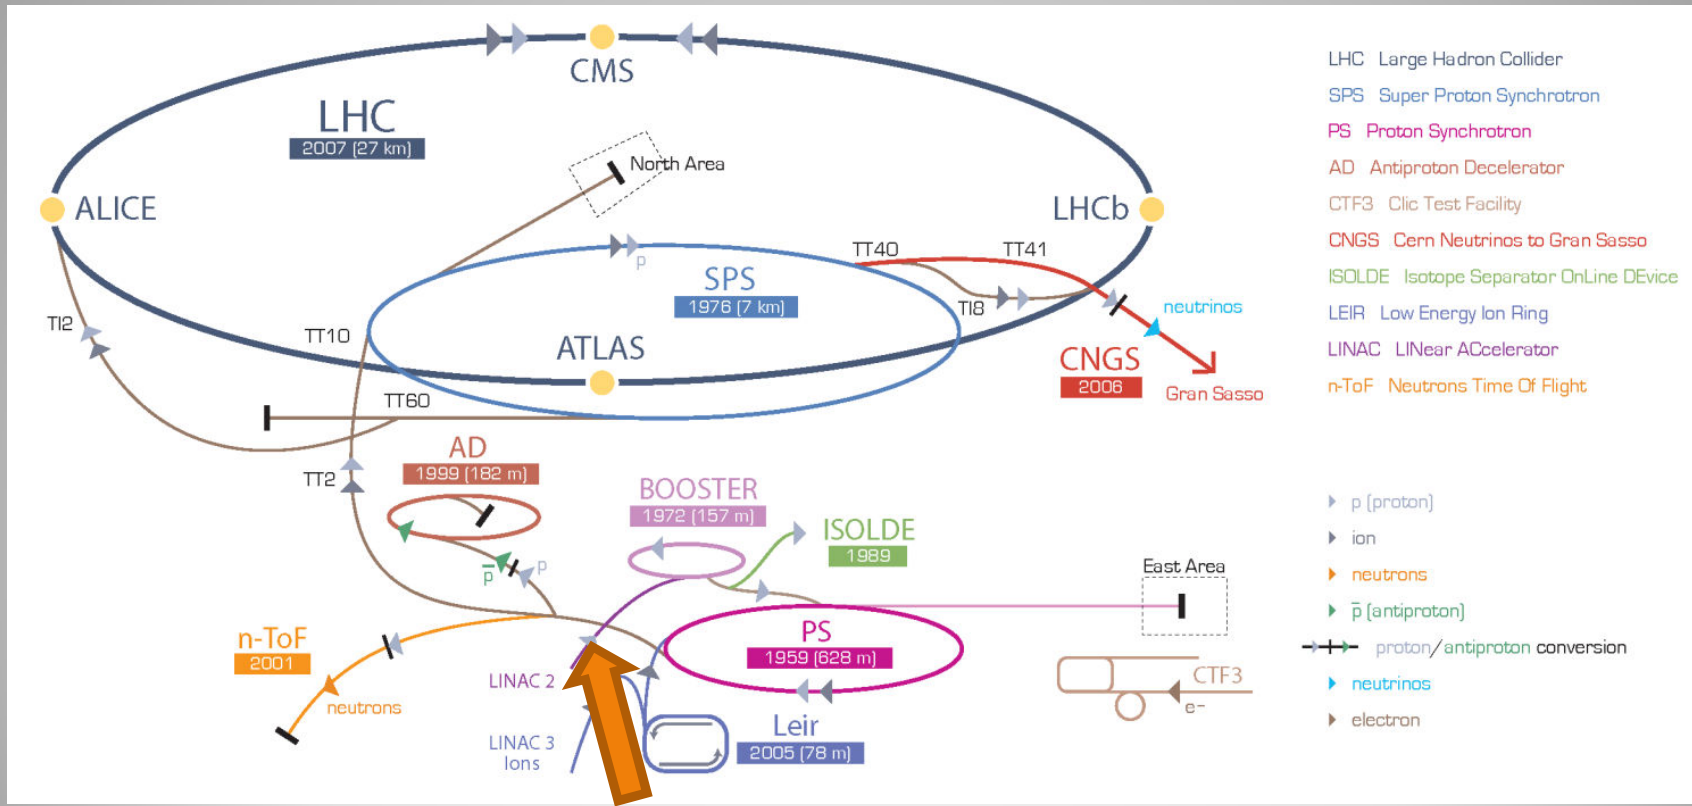 CMS
LHC
2007 (27 km)
North Area
ALICE
LHCb
TT40
TT41
p
SPS
1976 (7 km)
TI8
neutrinos
TI2
TT10
ATLAS
CNGS
2006
Gran Sasso
TT60
AD
1999 (182 m)
TT2
BOOSTER
1972 (157 m)
ISOLDE
1989
p̅
p
East Area
n-ToF
2001
PS
1959 (628 m)
LINAC 2
neutrons
CTF3
e-
LINAC 3
Ions
Leir
2005 (78 m)
LHC Large Hadron Collider
SPS Super Proton Synchrotron
PS Proton Synchrotron
AD Antiproton Decelerator
CTF3 Clic Test Facility
CNGS Cern Neutrinos to Gran Sasso
ISOLDE Isotope Separator OnLine DEvice
LEIR Low Energy Ion Ring
LINAC LINear ACcelerator
n-ToF Neutrons Time Of Flight
p (proton)
ion
neutrons
p̅ (antiproton)
proton/antiproton conversion
neutrinos
electron